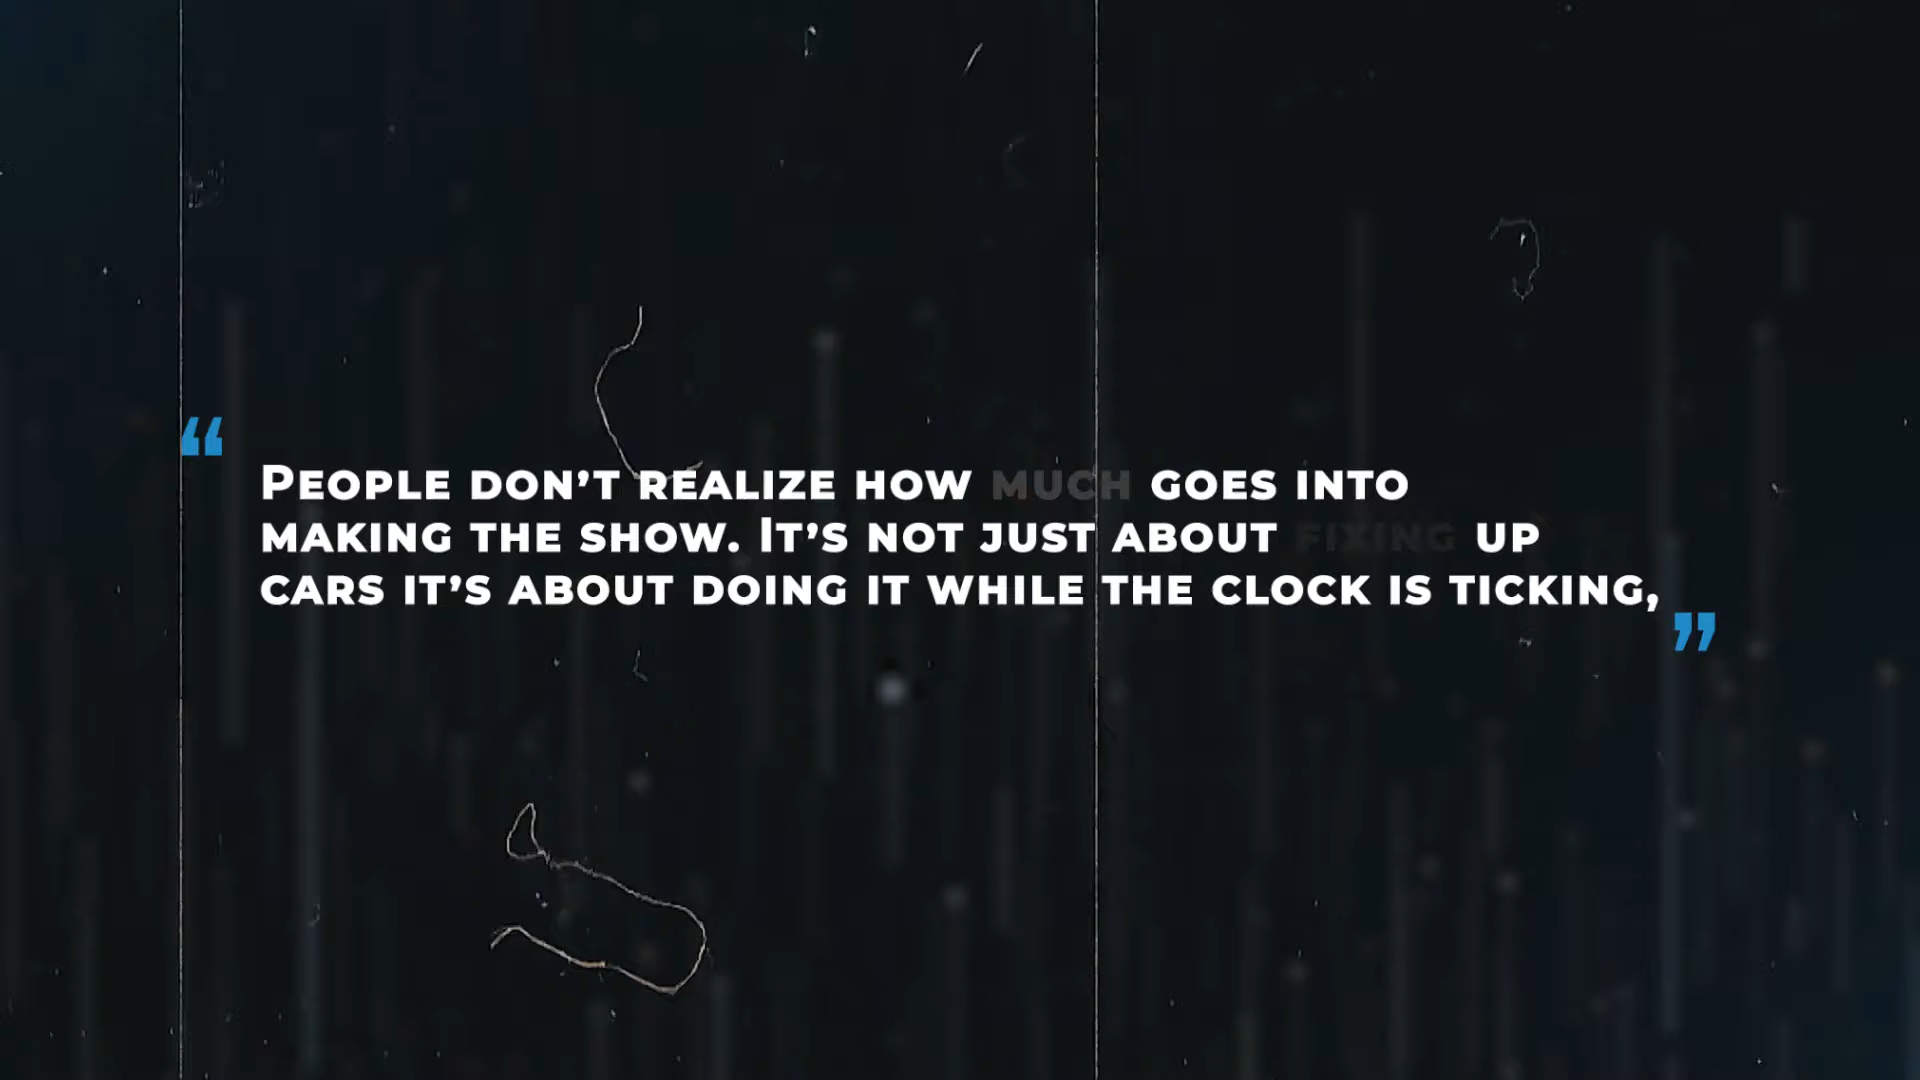 “People don’t realize how much goes into
making the show. It’s not just about fixing up
cars it’s about doing it while the clock is ticking,”